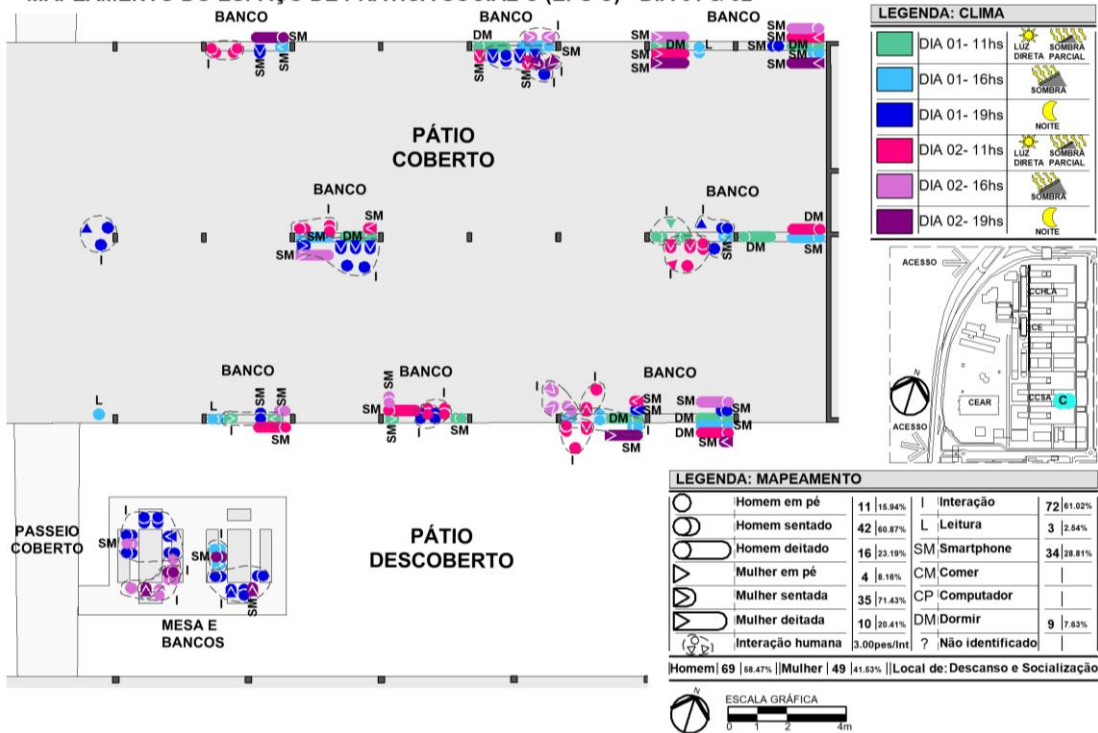 BANCO BANCO BANCO BANCO
SM DM SM DM L SM DM SM
SM SM I SM SM I SM SM SM
PÁTIO
COBERTO
BANCO BANCO
I I SM I I DM
SM DM DM SM
I SM I I SM SM
BANCO BANCO BANCO
L L SM SM SM SM I I SM SM
I SM SM I DM DM SM
SM SM I SM DM SM
PASSEIO
COBERTO
PÁTIO
DESCOBERTO
I I
SM SM
I SM I
MESA E
BANCOS
LEGENDA: CLIMA
DIA 01- 11hs LUZ DIRETA SOMBRA PARCIAL
DIA 01- 16hs SOMBRA
DIA 01- 19hs NOITE
DIA 02- 11hs LUZ DIRETA SOMBRA PARCIAL
DIA 02- 16hs SOMBRA
DIA 02- 19hs NOITE
ACESSO
CCHLA
CE
N
CEAR
CCSA
C
ACESSO
LEGENDA: MAPEAMENTO
Homem em pé 11 |15.94% I Interação 72 |61.02%
Homem sentado 42 |60.87% L Leitura 3 |2.54%
Homem deitado 16 |23.19% SM Smartphone 34 |28.81%
Mulher em pé 4 |8.16% CM Comer
Mulher sentada 35 |71.43% CP Computador
Mulher deitada 10 |20.41% DM Dormir 9 |7.63%
Interação humana 3.00pes/Int ? Não identificado
Homem| 69 |58.47% ||Mulher| 49 |41.53% ||Local de: Descanso e Socialização
N
ESCALA GRÁFICA
0 1 2 4m